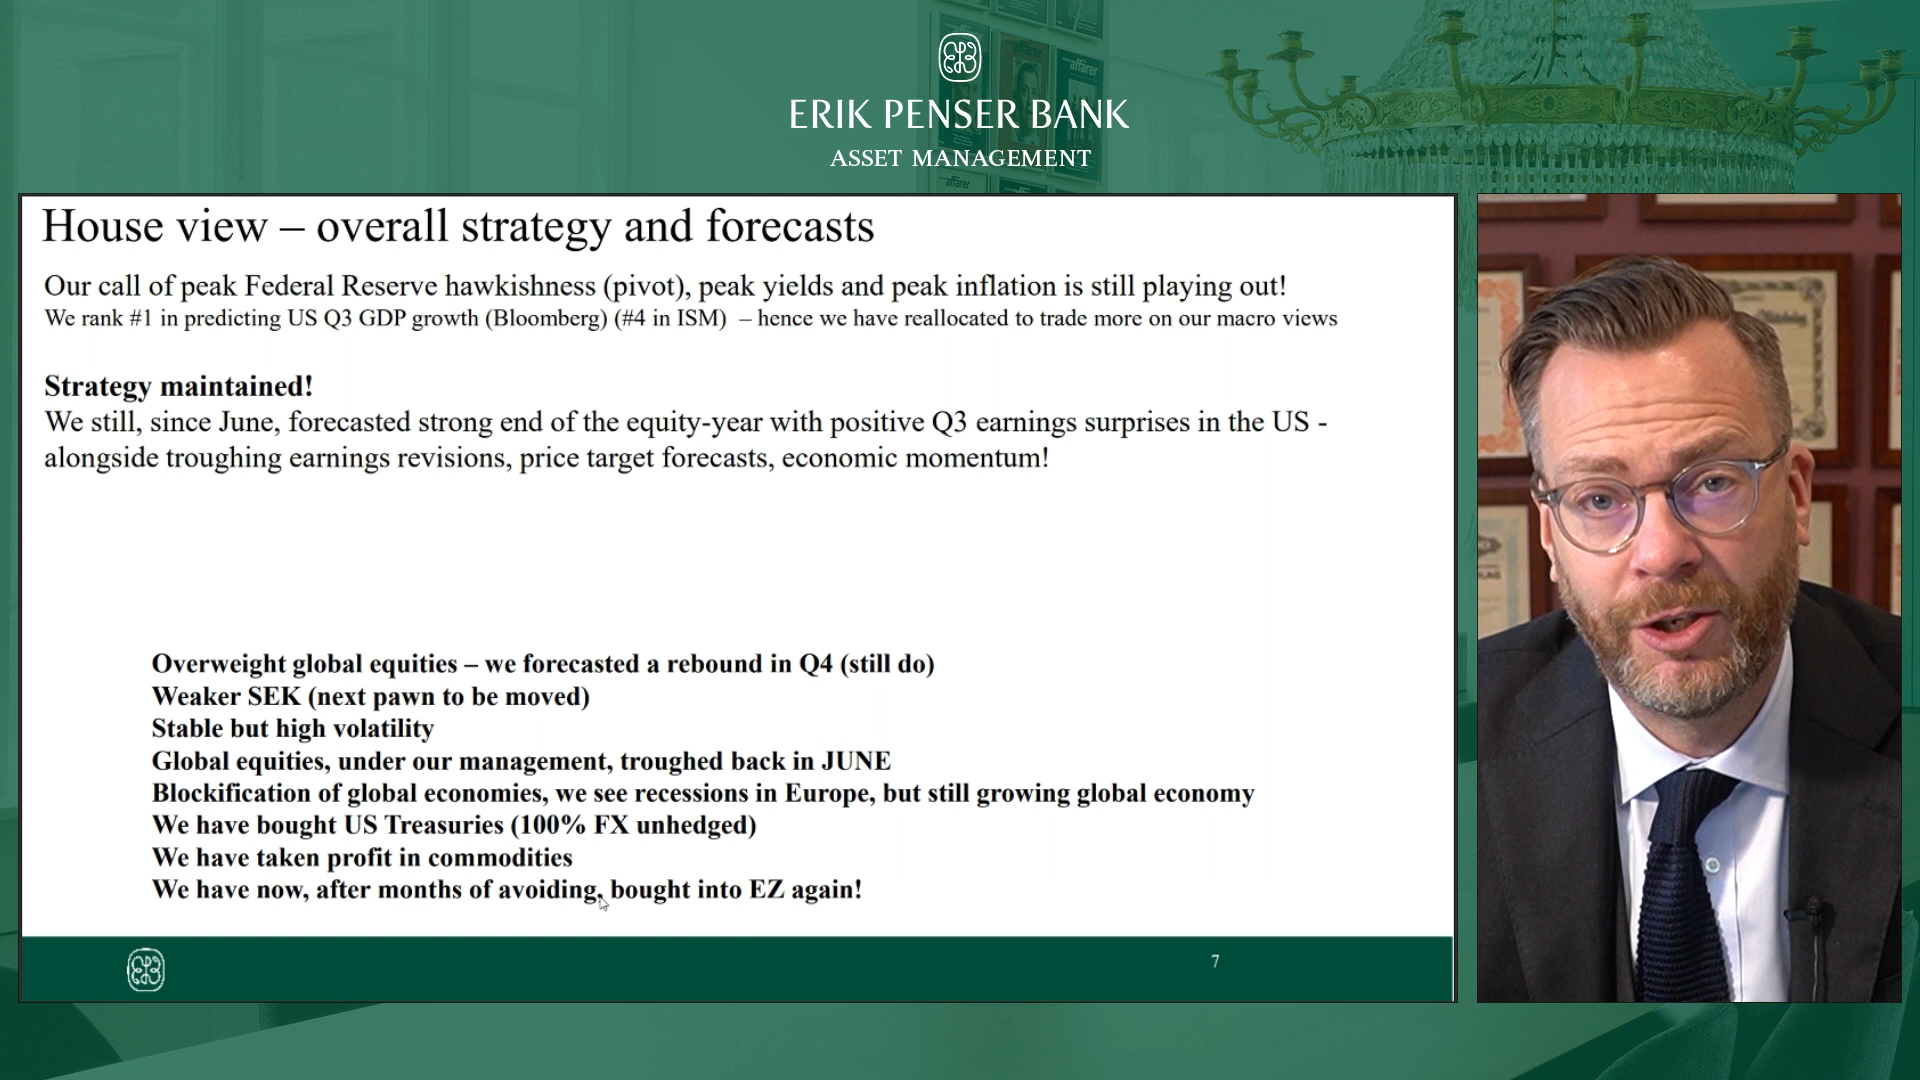 affärer
affärer
ERIK PENSER BANK
ASSET MANAGEMENT
affärer
House view – overall strategy and forecasts
Our call of peak Federal Reserve hawkishness (pivot), peak yields and peak inflation is still playing out!
We rank #1 in predicting US Q3 GDP growth (Bloomberg) (#4 in ISM) – hence we have reallocated to trade more on our macro views
Strategy maintained!
We still, since June, forecasted strong end of the equity-year with positive Q3 earnings surprises in the US -
alongside troughing earnings revisions, price target forecasts, economic momentum!
Overweight global equities – we forecasted a rebound in Q4 (still do)
Weaker SEK (next pawn to be moved)
Stable but high volatility
Global equities, under our management, troughed back in JUNE
Blockification of global economies, we see recessions in Europe, but still growing global economy
We have bought US Treasuries (100% FX unhedged)
We have taken profit in commodities
We have now, after months of avoiding, bought into EZ again!
7